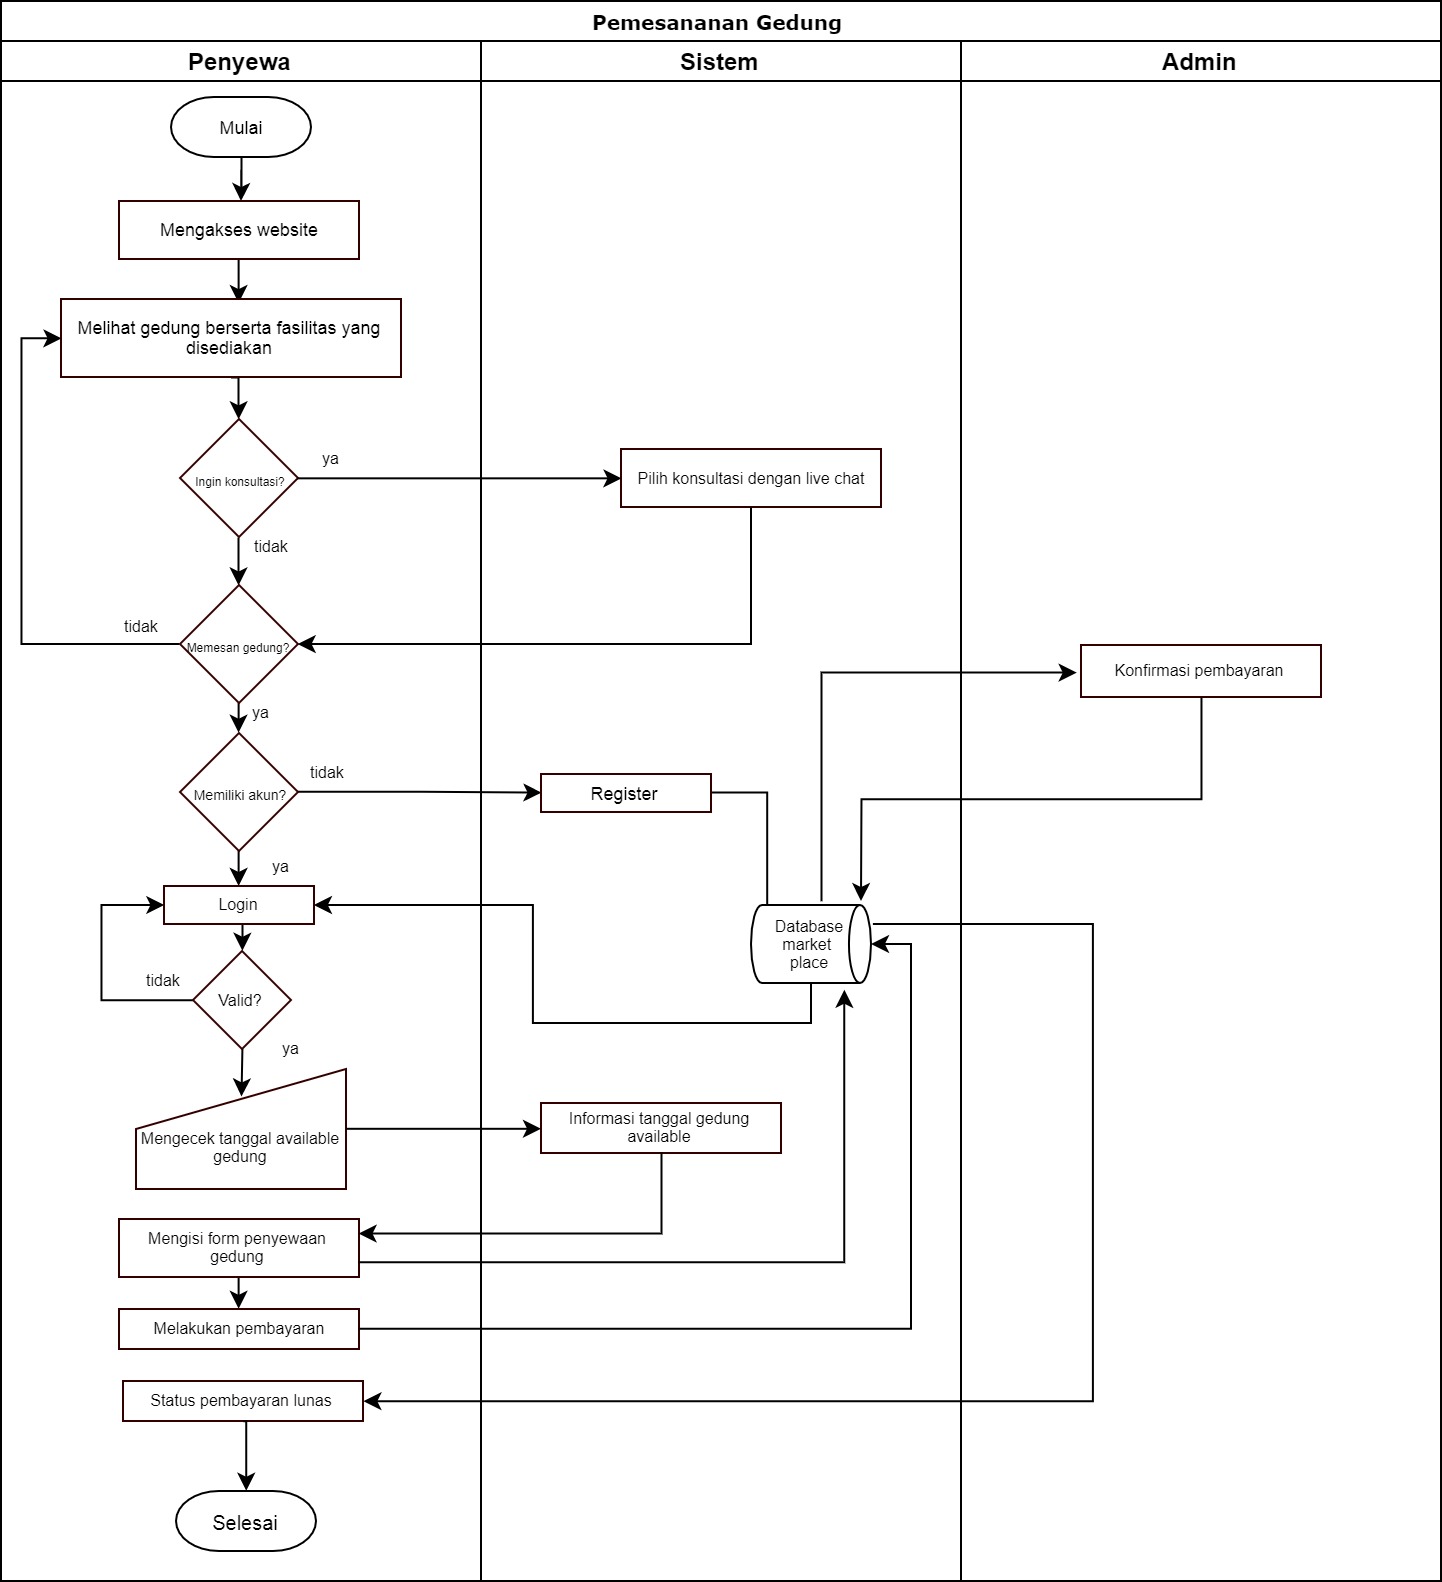 Pemesananan Gedung
Penyewa
Sistem
Admin
Mulai
Mengakses website
Melihat gedung berserta fasilitas yang
disediakan
ya
Ingin konsultasi?
Pilih konsultasi dengan live chat
tidak
tidak
Memesan gedung?
Konfirmasi pembayaran
ya
tidak
Memiliki akun?
Register
ya
Login
Database
market
place
tidak
Valid?
ya
Mengecek tanggal available
gedung
Informasi tanggal gedung
available
Mengisi form penyewaan
gedung
Melakukan pembayaran
Status pembayaran lunas
Selesai